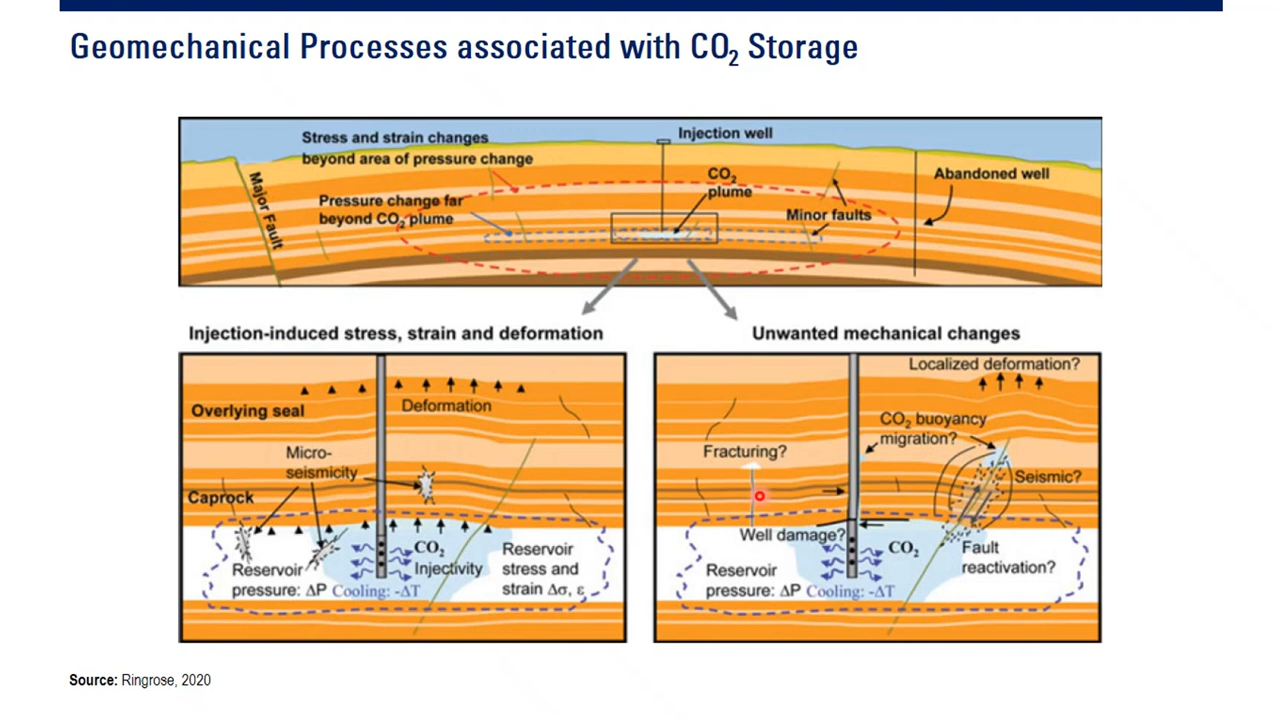 Geomechanical Processes associated with CO2 Storage
Stress and strain changes
beyond area of pressure change
Injection well
Major Fault
Pressure change far
beyond CO2 plume
CO2
plume
Minor faults
Abandoned well
Injection-induced stress, strain and deformation
Overlying seal
Deformation
Micro-
seismicity
Caprock
CO2
Injectivity
Reservoir
pressure: ΔP
Cooling: -ΔT
Reservoir
stress and
strain Δσ, ε
Unwanted mechanical changes
Localized deformation?
CO2 buoyancy
migration?
Fracturing?
Seismic?
Well damage?
CO2
Fault
reactivation?
Reservoir
pressure: ΔP
Cooling: -ΔT
Source: Ringrose, 2020